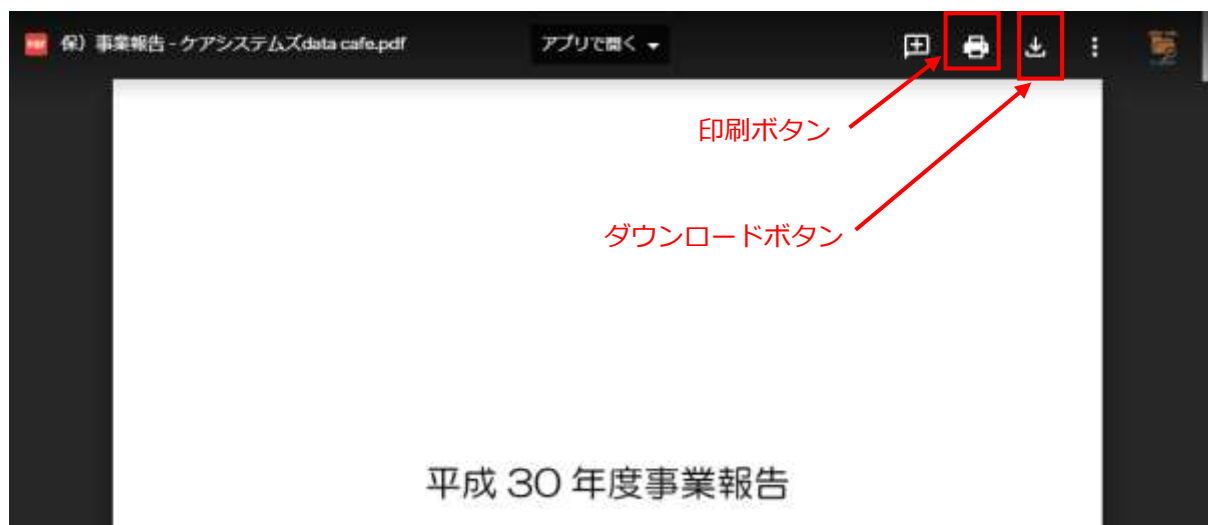 PDF 保）事業報告 - ケアシステムズdata cafe.pdf アプリで開く
印刷ボタン
ダウンロードボタン
平成 30 年度事業報告